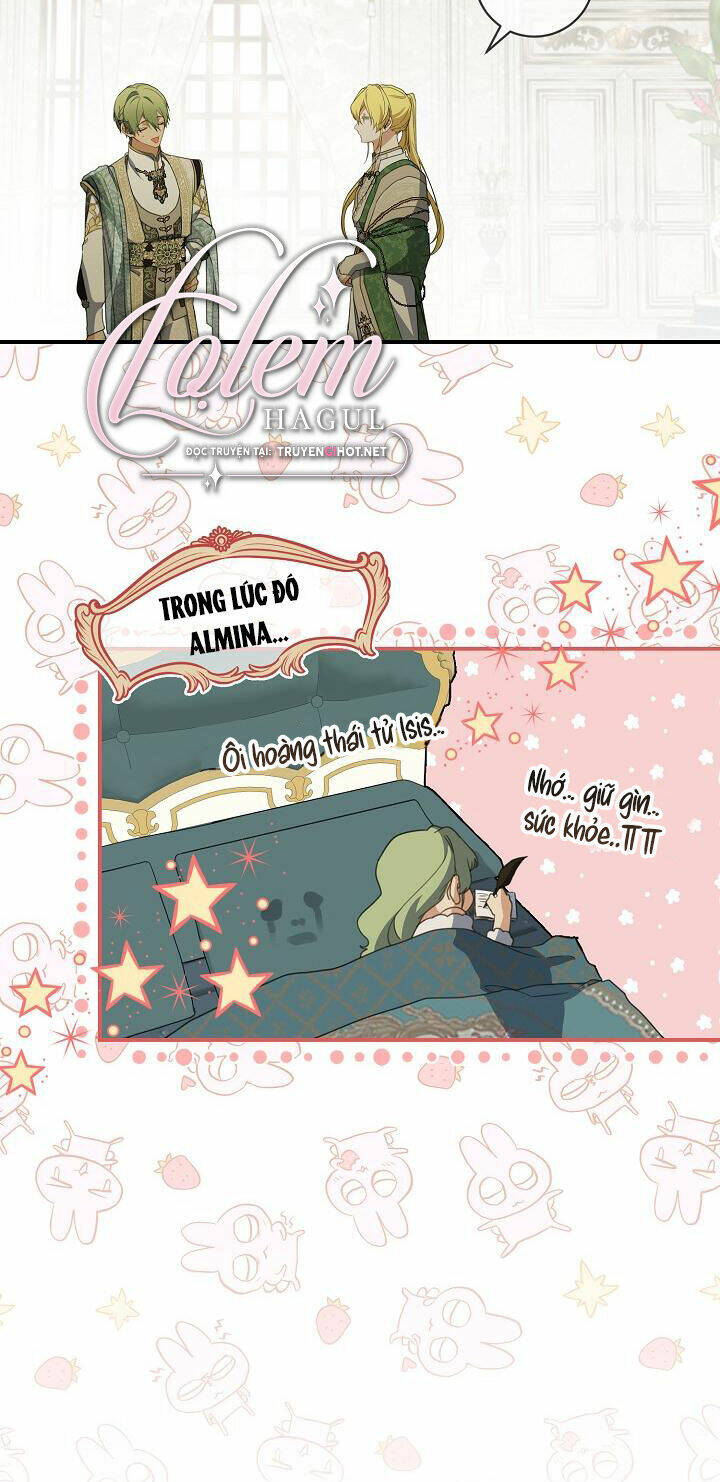 Lọlem
HAGUL
ĐỌC TRUYỆN TẠI: TRUYENGIHOT.NET
TRONG LÚC ĐÓ
ALMINA...
Ôi hoàng thái tử Isis..
Nhớ.. giữ gìn..
sức khỏe..TT TT